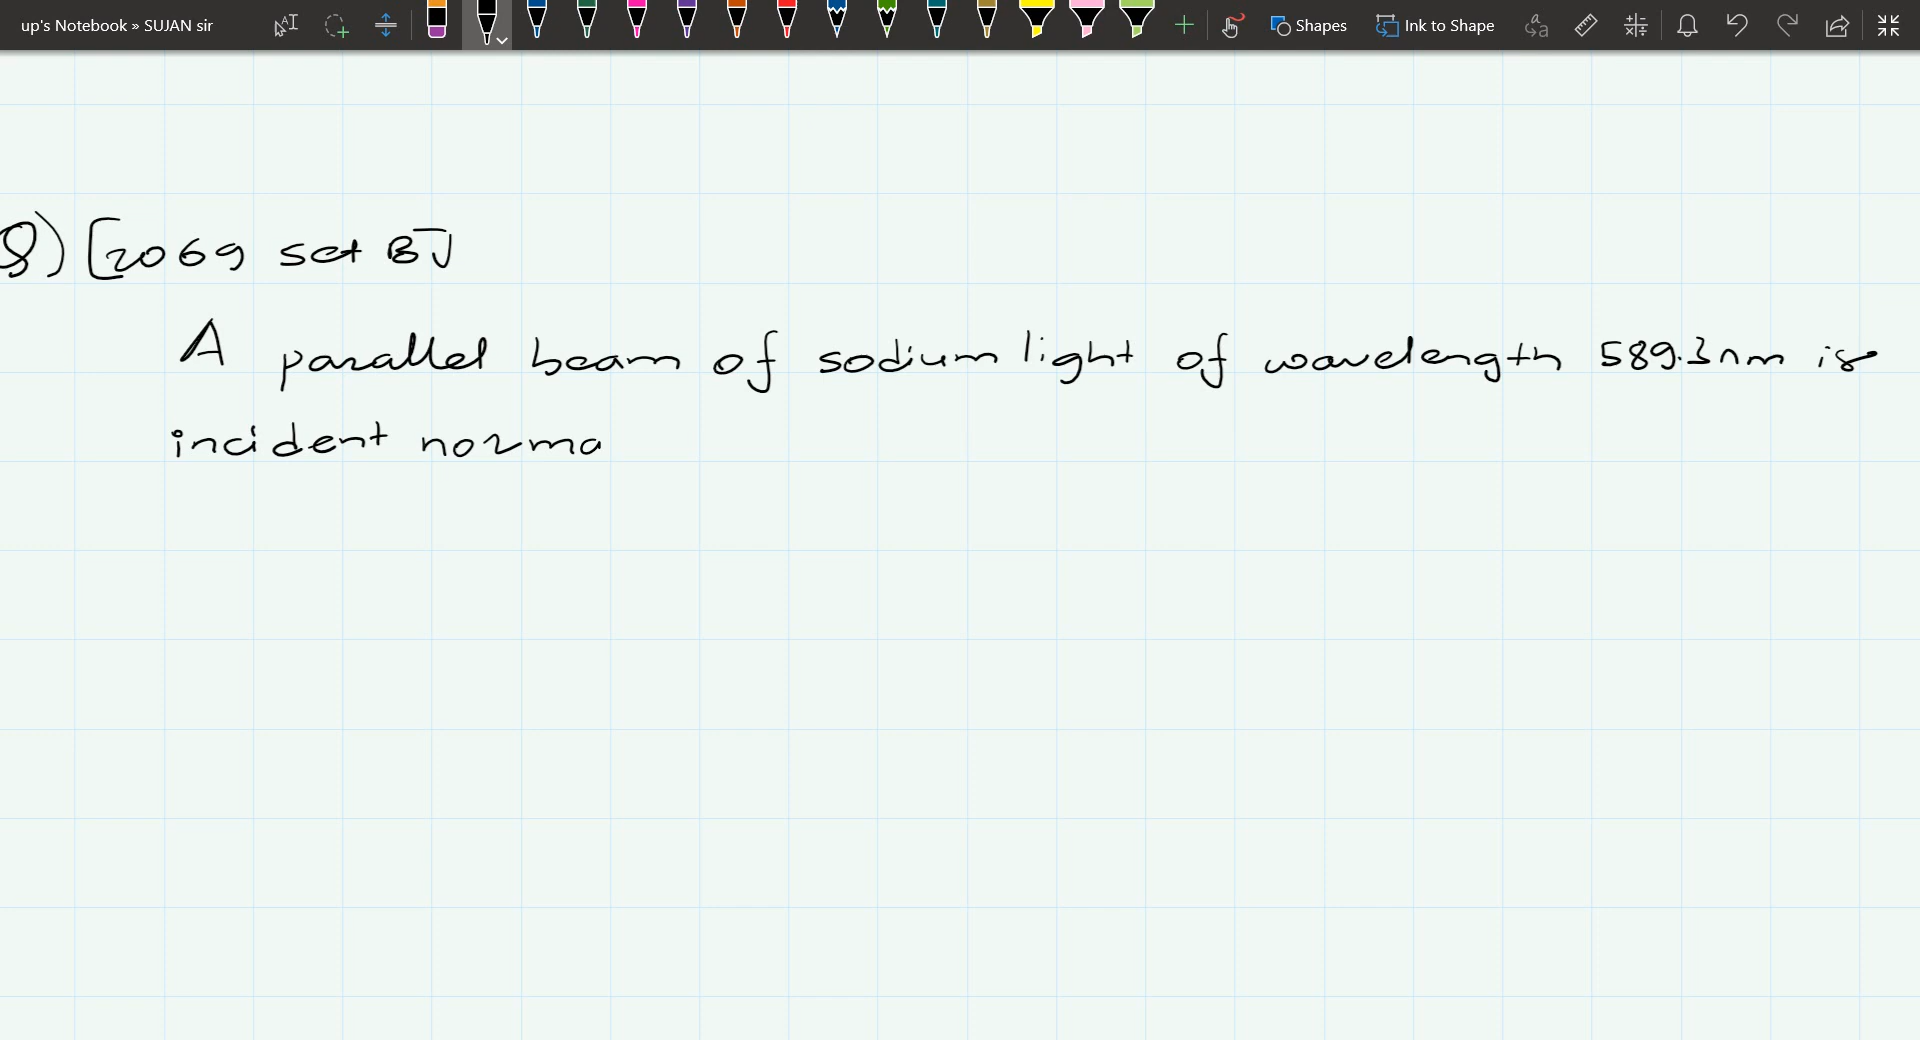 up's Notebook » SUJAN sir
Shapes
Ink to Shape
Q) [2069 set B]
A parallel beam of sodium light of wavelength 589.3nm is
incident norma